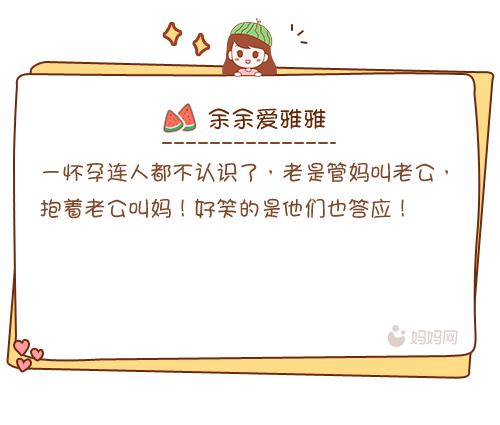 余余爱雅雅
一怀孕连人都不认识了，老是管妈叫老公，
抱着老公叫妈！好笑的是他们也答应！
妈妈网